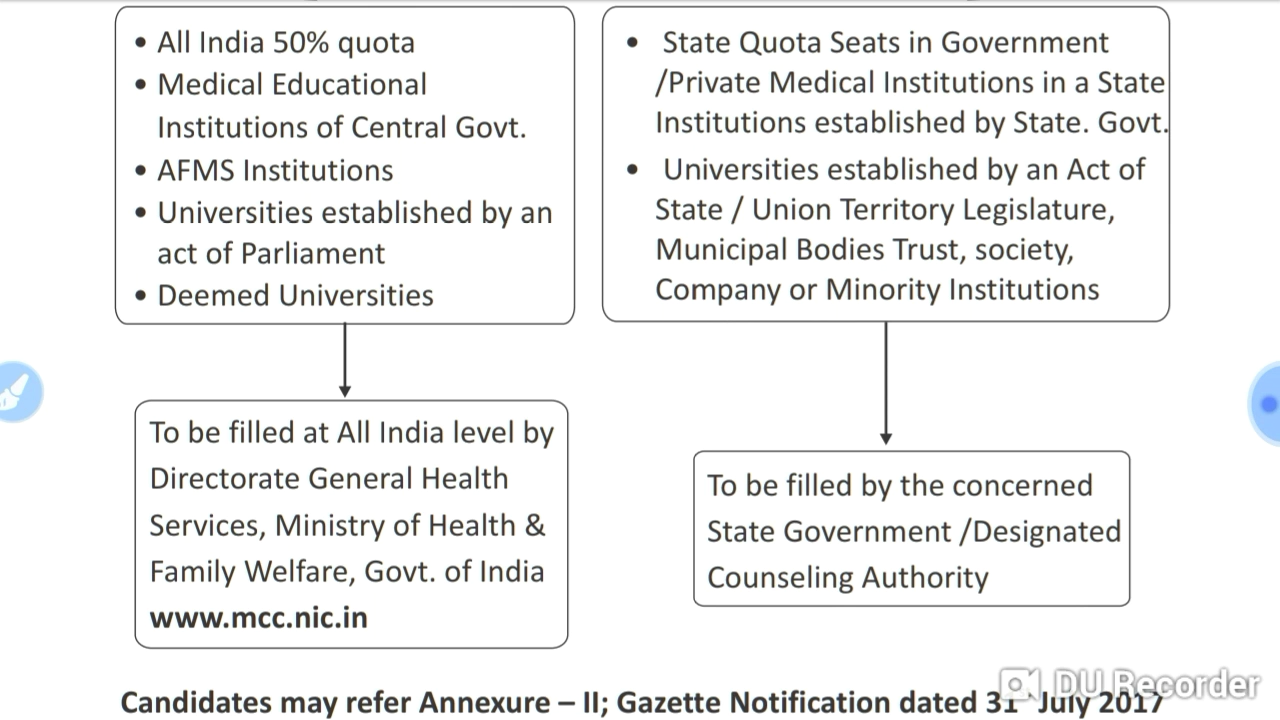 • All India 50% quota
• Medical Educational
Institutions of Central Govt.
• AFMS Institutions
• Universities established by an
act of Parliament
• Deemed Universities
• State Quota Seats in Government
/Private Medical Institutions in a State
Institutions established by State. Govt.
• Universities established by an Act of
State / Union Territory Legislature,
Municipal Bodies Trust, society,
Company or Minority Institutions
To be filled at All India level by
Directorate General Health
Services, Ministry of Health &
Family Welfare, Govt. of India
www.mcc.nic.in
To be filled by the concerned
State Government /Designated
Counseling Authority
Candidates may refer Annexure – II; Gazette Notification dated 31 July 2017
DU Recorder